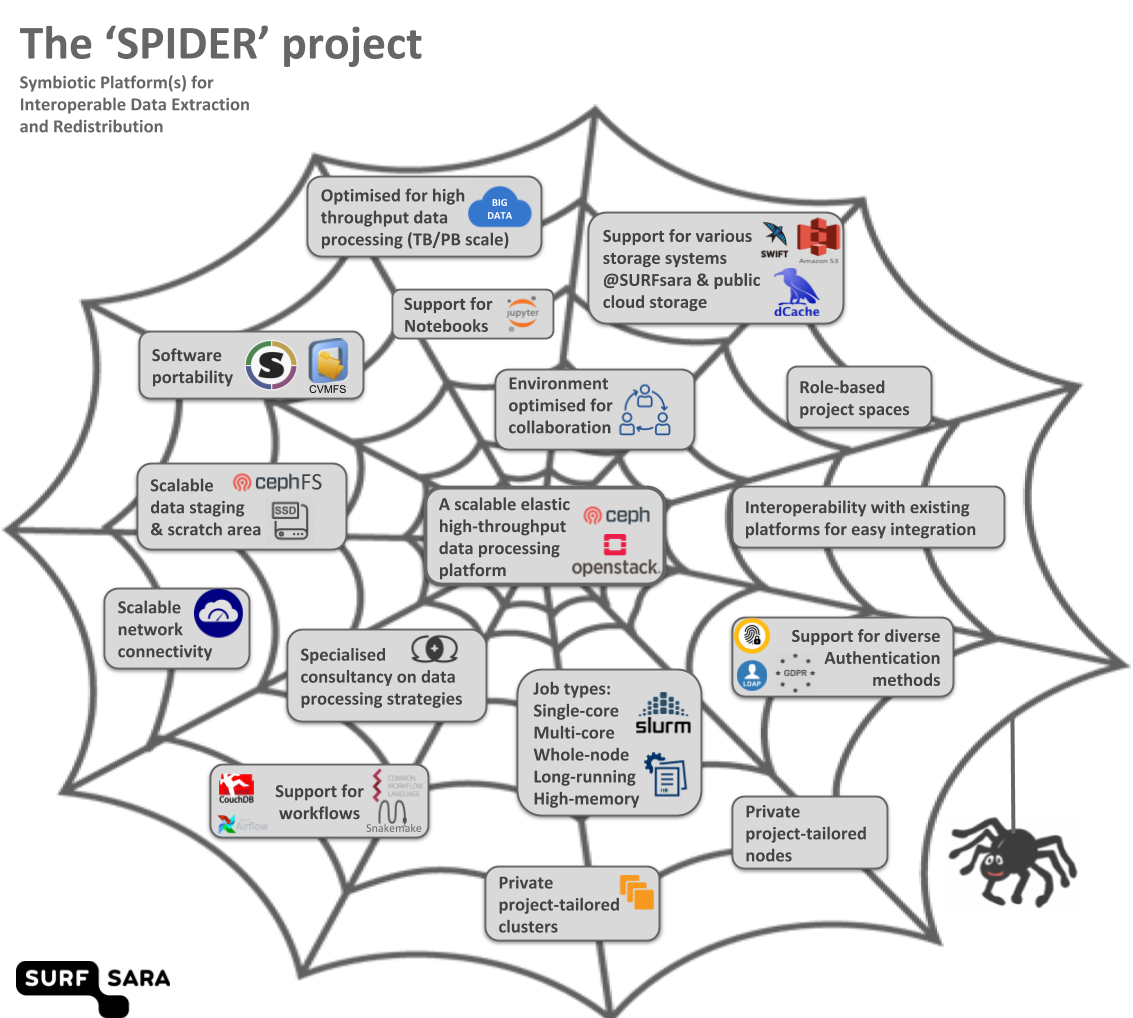 The ‘SPIDER’ project
Symbiotic Platform(s) for
Interoperable Data Extraction
and Redistribution
Optimised for high
throughput data
processing (TB/PB scale)
BIG
DATA
Support for various
storage systems
@SURFsara & public
cloud storage
SWIFT
Amazon S3
dCache
Support for
Notebooks
jupyter
Software
portability
S
CVMFS
Environment
optimised for
collaboration
Role-based
project spaces
Scalable
data staging
& scratch area
cephFS
SSD
A scalable elastic
high-throughput
data processing
platform
ceph
openstack.
Interoperability with existing
platforms for easy integration
Scalable
network
connectivity
Specialised
consultancy on data
processing strategies
Job types:
Single-core
Multi-core
Whole-node
Long-running
High-memory
slurm
Support for diverse
Authentication
methods
LDAP
GDPR
Support for
workflows
CouchDB
Airflow
COMMON
WORKFLOW
LANGUAGE
Snakemake
Private
project-tailored
nodes
Private
project-tailored
clusters
SURF SARA